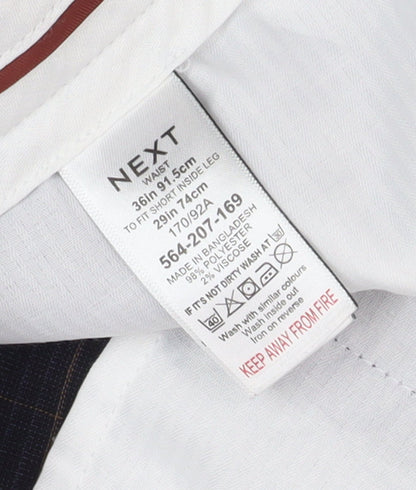 NEXT
WAIST
36in 91.5cm
TO FIT SHORT INSIDE LEG
29in 74cm
170/92A
564-207-169
MADE IN BANGLADESH
98% POLYESTER
2% VISCOSE
IF IT'S NOT DIRTY WASH AT 30
40
Wash with similar colours
Wash inside out
Iron on reverse
KEEP AWAY FROM FIRE